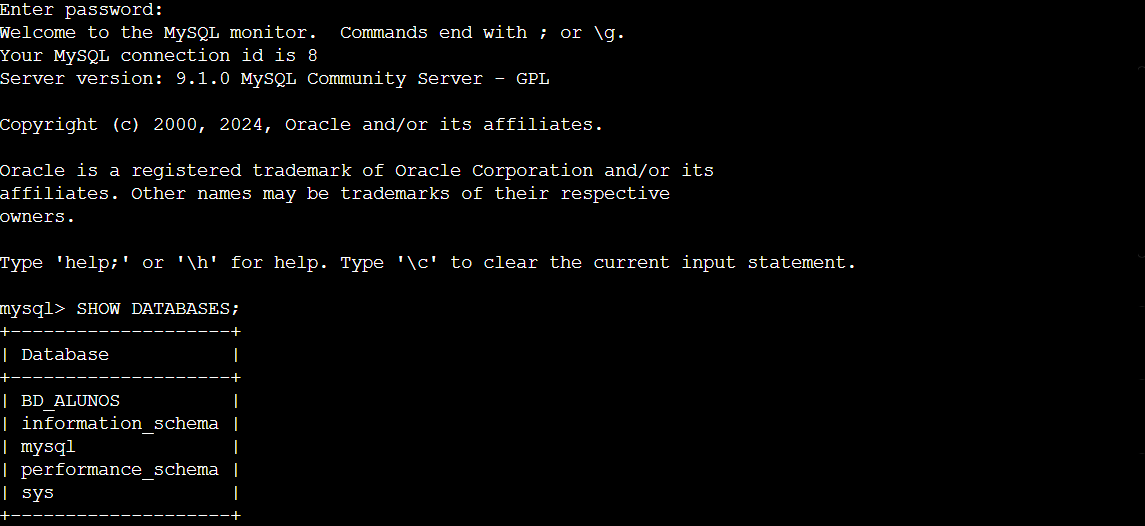 Enter password:
Welcome to the MySQL monitor.  Commands end with ; or \g.
Your MySQL connection id is 8
Server version: 9.1.0 MySQL Community Server - GPL

Copyright (c) 2000, 2024, Oracle and/or its affiliates.

Oracle is a registered trademark of Oracle Corporation and/or its
affiliates. Other names may be trademarks of their respective
owners.

Type 'help;' or '\h' for help. Type '\c' to clear the current input statement.

mysql> SHOW DATABASES;
+--------------------+
| Database           |
+--------------------+
| BD_ALUNOS          |
| information_schema |
| mysql              |
| performance_schema |
| sys                |
+--------------------+